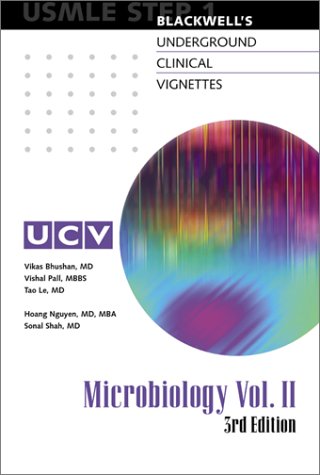 USMLE STEP 1
BLACKWELL'S
UNDERGROUND
CLINICAL
VIGNETTES
UCV
Vikas Bhushan, MD
Vishal Pall, MBBS
Tao Le, MD
Hoang Nguyen, MD, MBA
Sonal Shah, MD
Microbiology Vol. II
3rd Edition